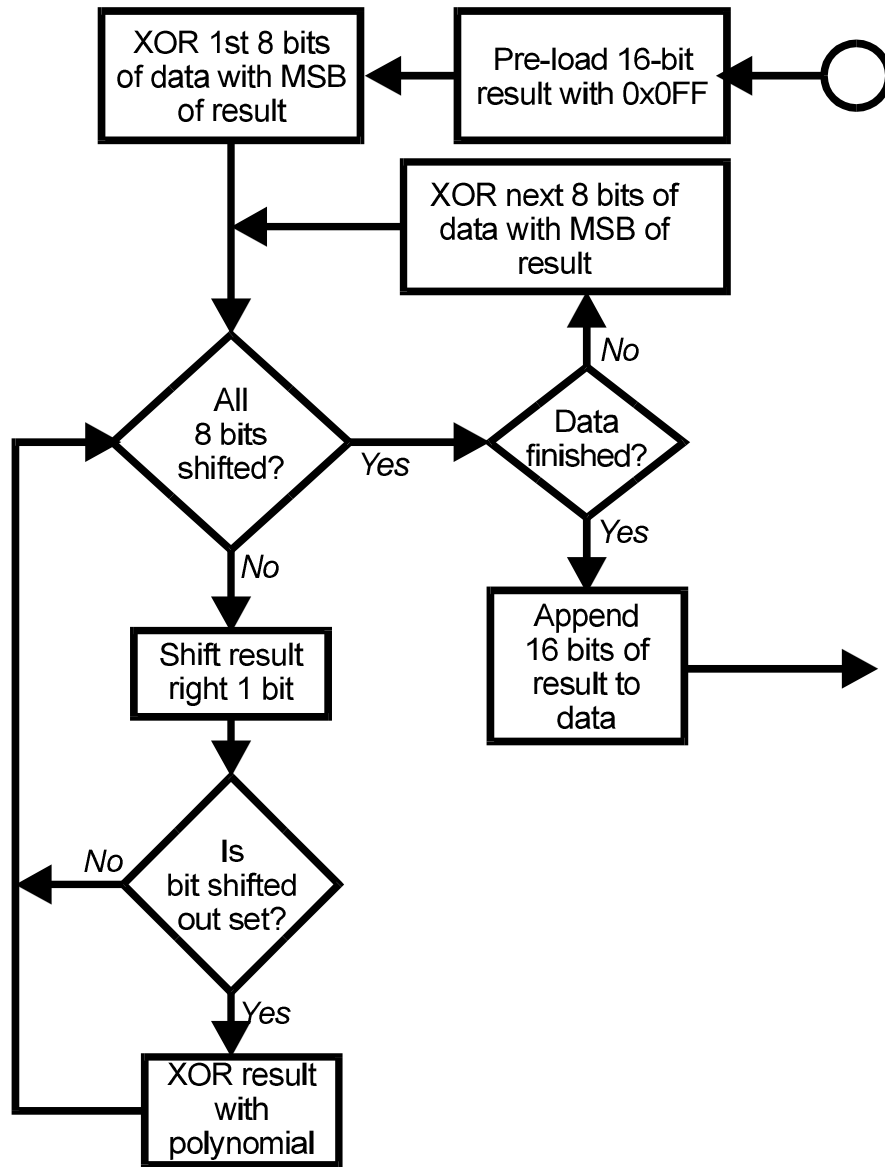 Pre-load 16-bit
result with 0x0FF
XOR 1st 8 bits
of data with MSB
of result
XOR next 8 bits of
data with MSB of
result
No
All
8 bits
shifted?
Yes
Data
finished?
Yes
No
Append
16 bits of
result to
data
Shift result
right 1 bit
No
Is
bit shifted
out set?
Yes
XOR result
with
polynomial